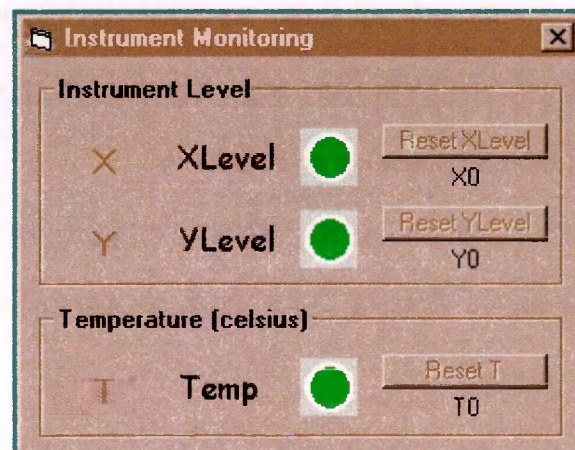 Instrument Monitoring
Instrument Level
X XLevel Reset XLevel
X0
Y YLevel Reset YLevel
Y0
Temperature (celsius)
T Temp Reset T
T0